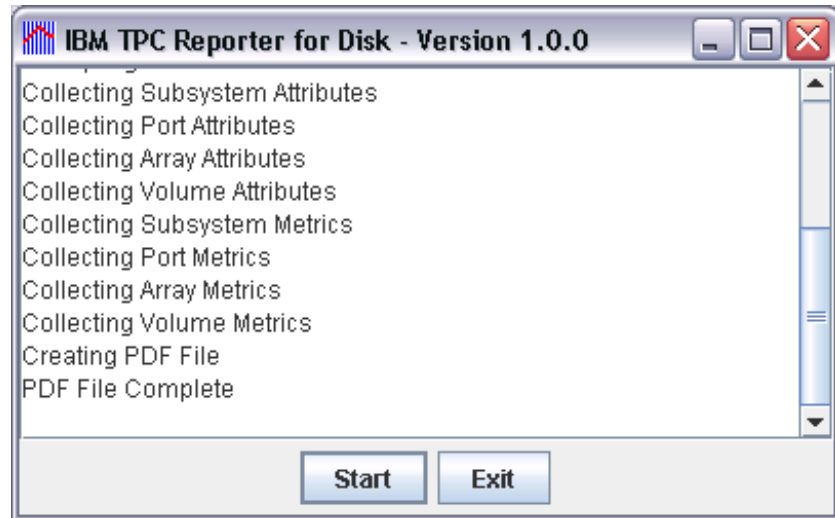 IBM TPC Reporter for Disk - Version 1.0.0
Collecting Subsystem Attributes
Collecting Port Attributes
Collecting Array Attributes
Collecting Volume Attributes
Collecting Subsystem Metrics
Collecting Port Metrics
Collecting Array Metrics
Collecting Volume Metrics
Creating PDF File
PDF File Complete
Start Exit